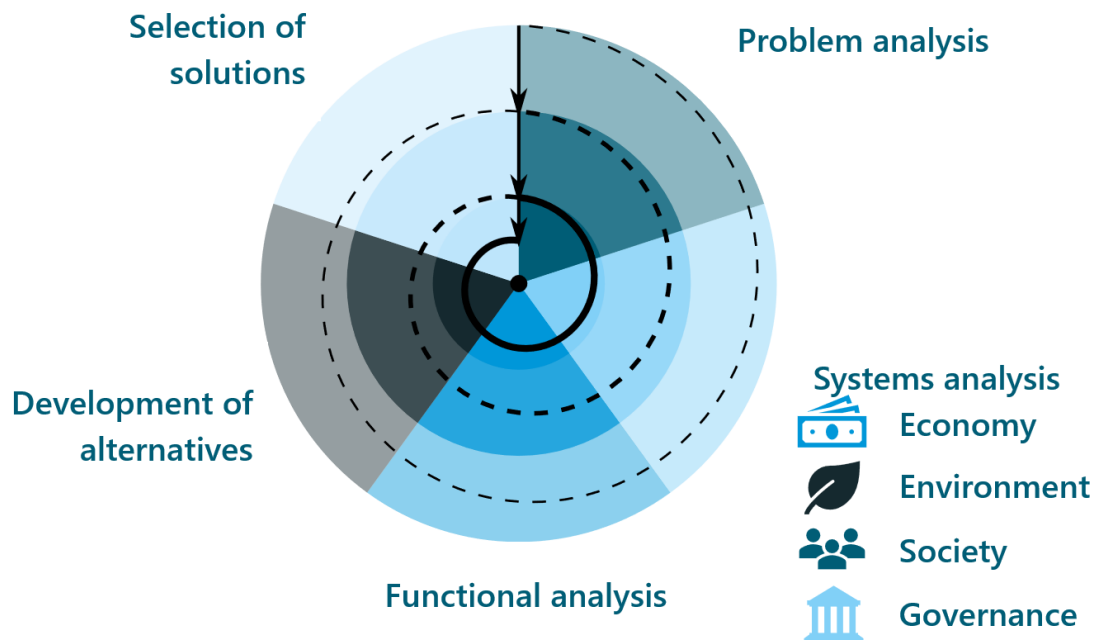 Selection of
solutions
Problem analysis
Development of
alternatives
Systems analysis
Economy
Environment
Society
Governance
Functional analysis